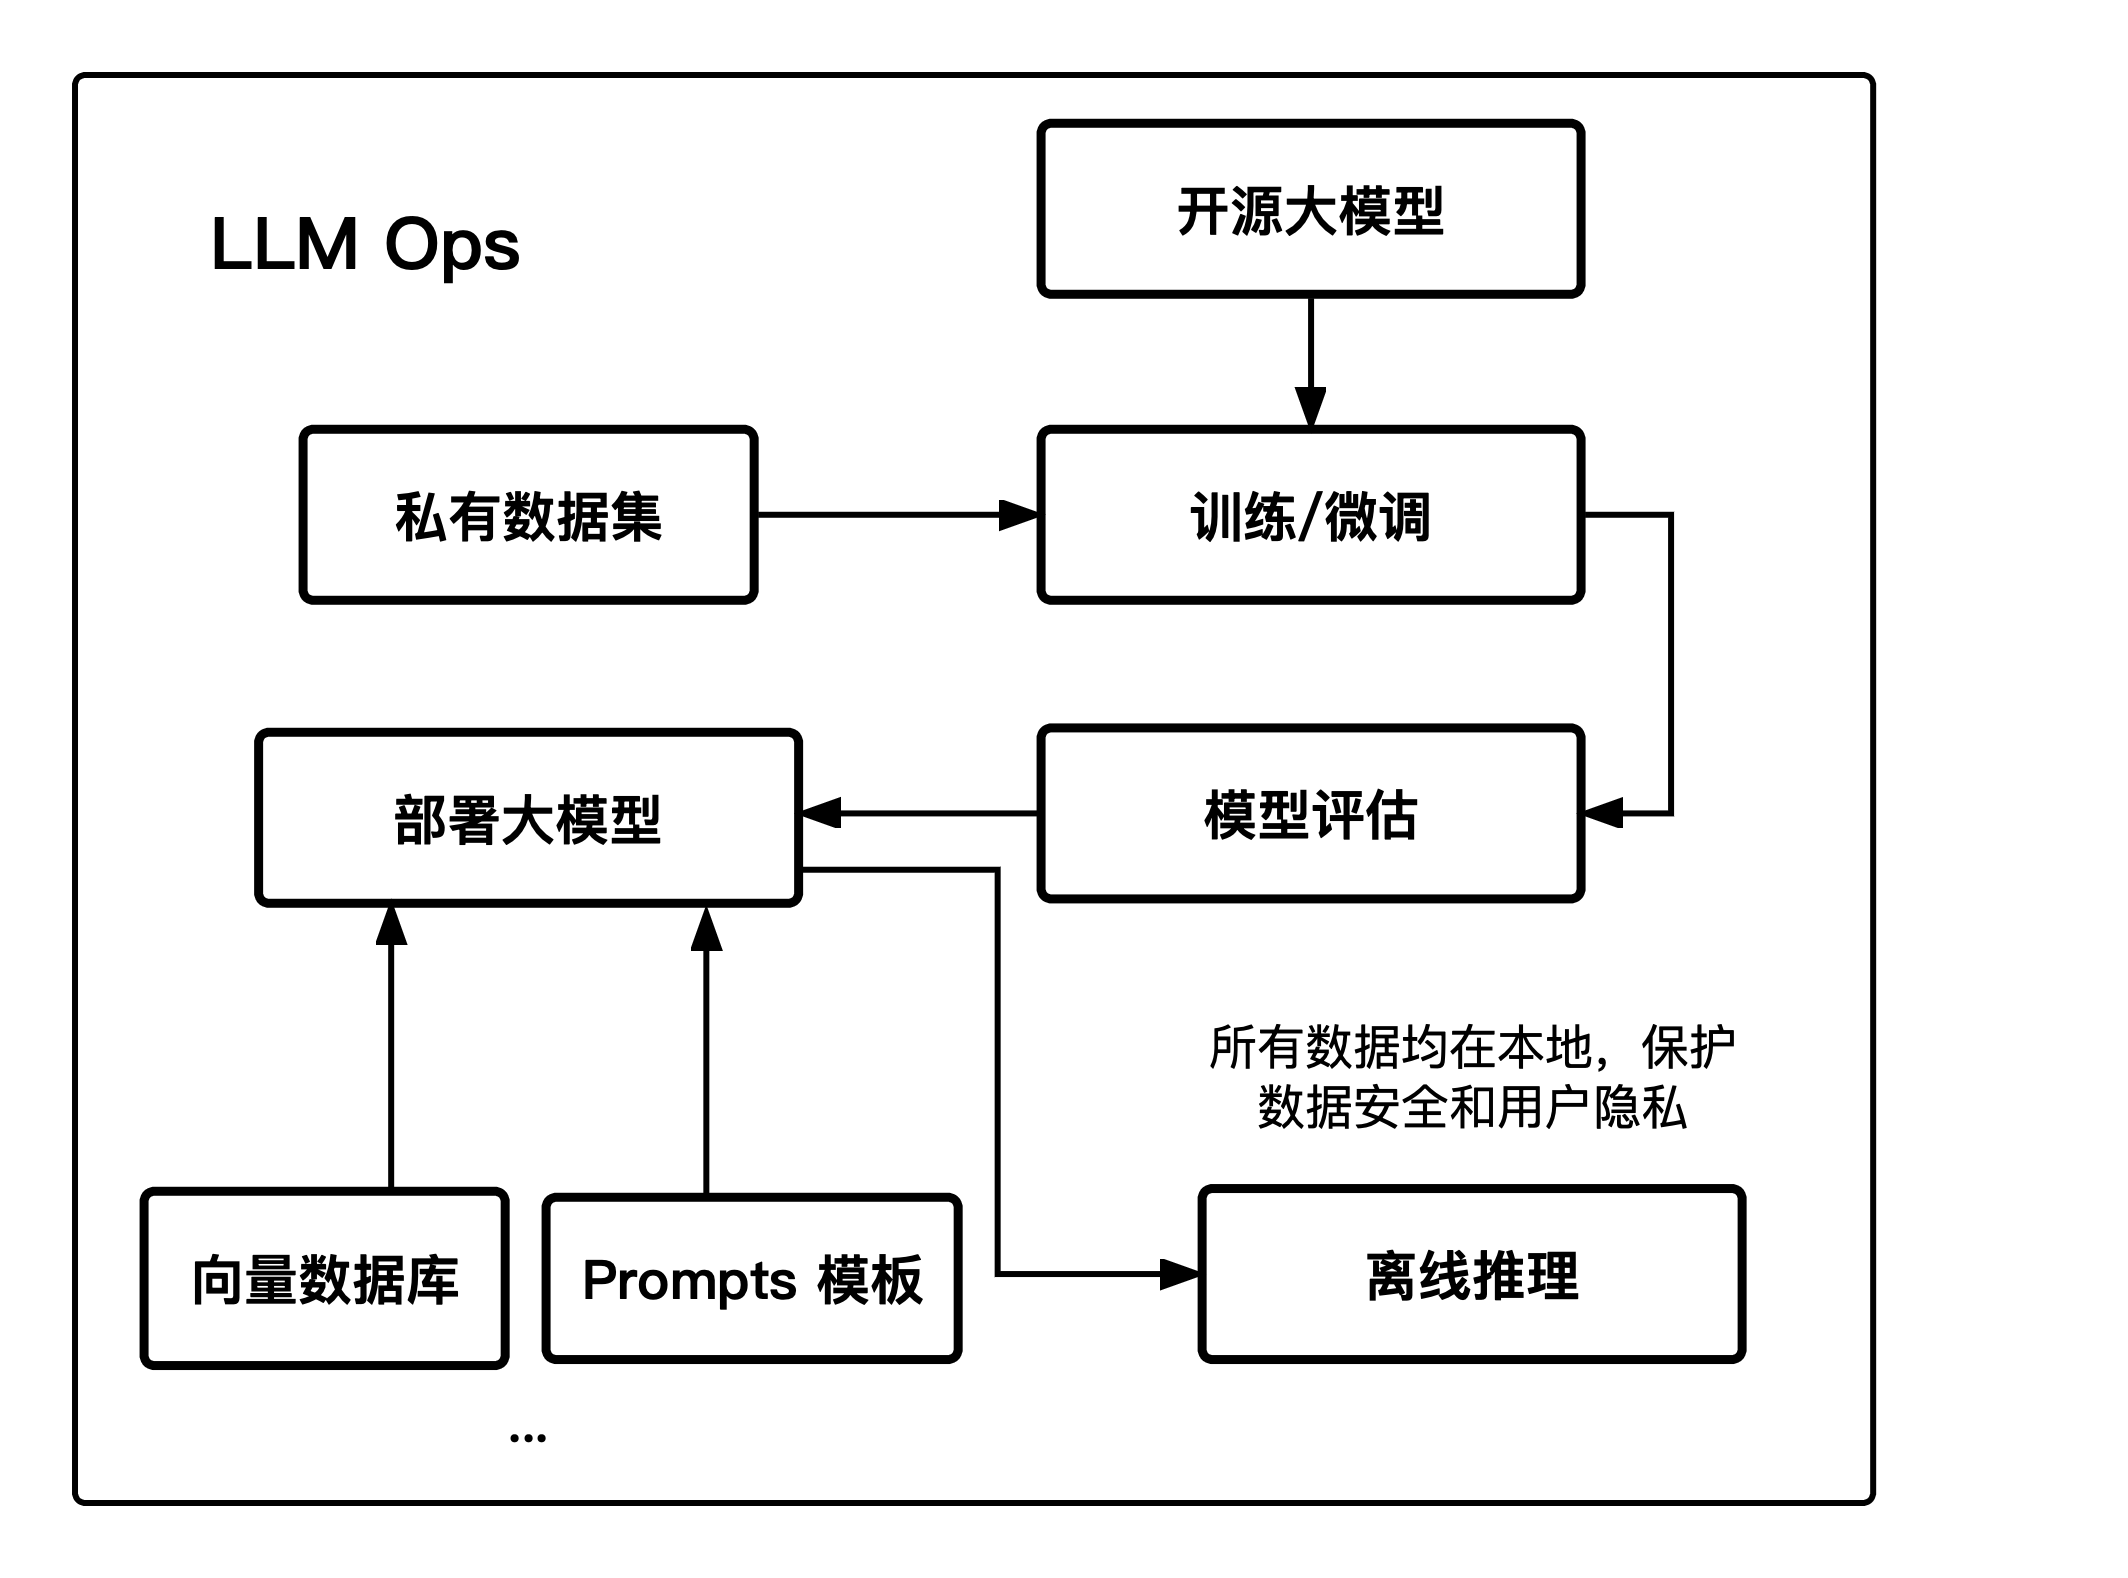 开源大模型
LLM Ops
私有数据集
训练/微调
部署大模型
模型评估
所有数据均在本地，保护
数据安全和用户隐私
向量数据库
Prompts 模板
离线推理
...